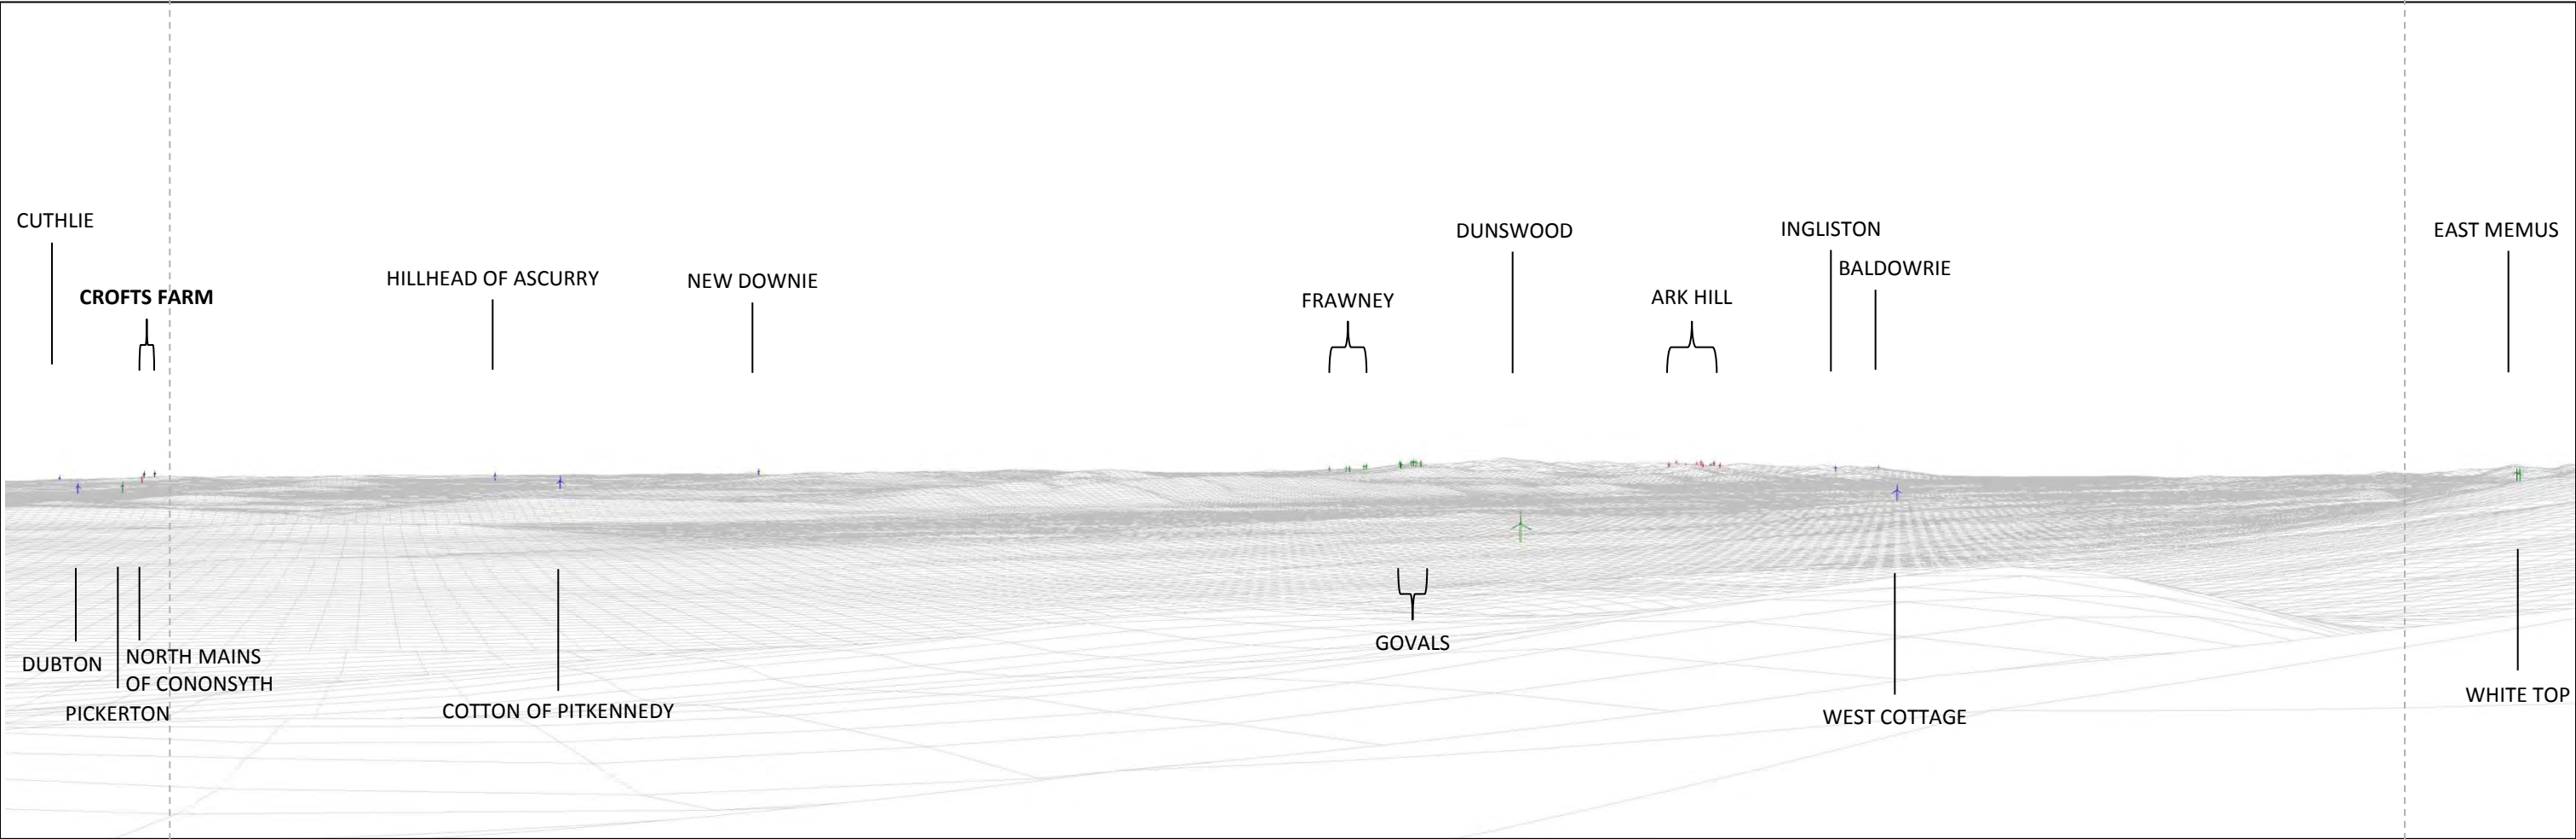 CUTHLIE
CROFTS FARM
HILLHEAD OF ASCURRY
NEW DOWNIE
FRAWNEY
DUNSWOOD
ARK HILL
INGLISTON
BALDOWRIE
EAST MEMUS
DUBTON
NORTH MAINS
OF CONONSYTH
PICKERTON
COTTON OF PITKENNEDY
GOVALS
WEST COTTAGE
WHITE TOP